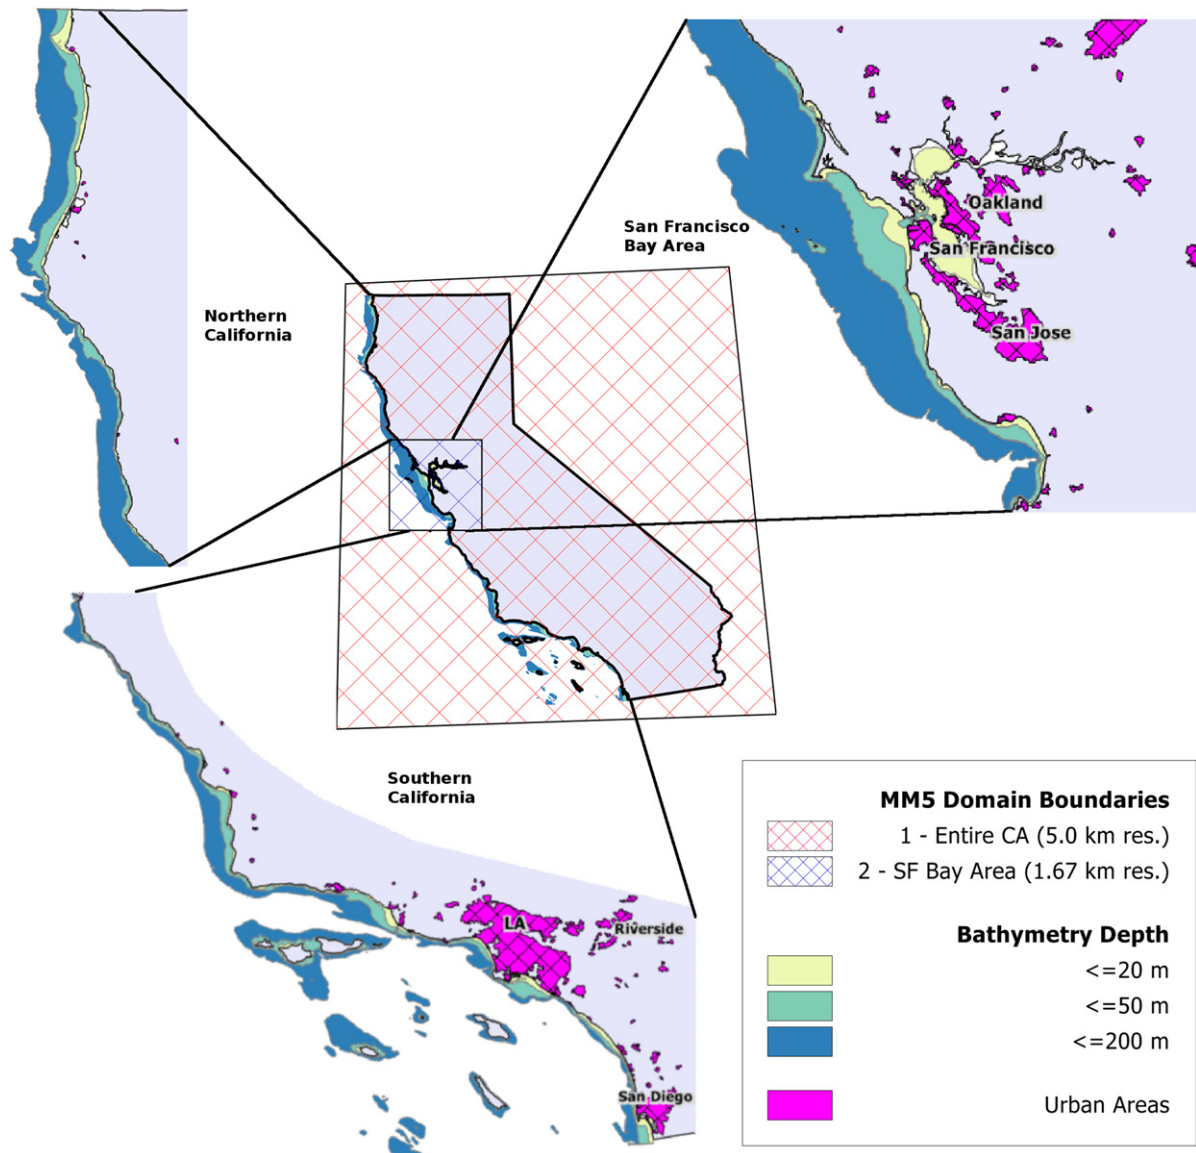 San Francisco
Bay Area
Oakland
San Francisco
San Jose
Northern
California
Southern
California
LA
Riverside
San Diego
MM5 Domain Boundaries
1 - Entire CA (5.0 km res.)
2 - SF Bay Area (1.67 km res.)
Bathymetry Depth
<=20 m
<=50 m
<=200 m
Urban Areas